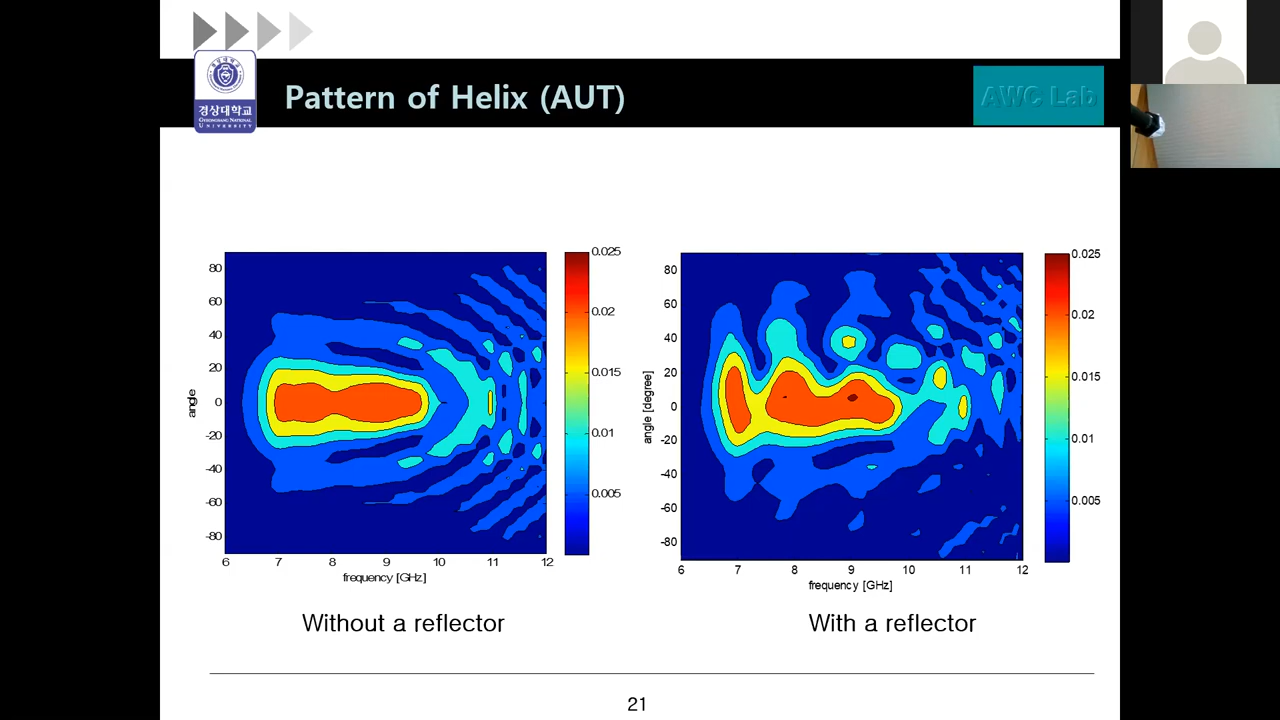 경상대학교
GYEONGSANG NATIONAL
UNIVERSITY
Pattern of Helix (AUT)
AWC Lab
80
60
40
20
0
-20
-40
-60
-80
angle
6 7 8 9 10 11 12
frequency [GHz]
0.025
0.02
0.015
0.01
0.005
Without a reflector
80
60
40
20
0
-20
-40
-60
-80
angle [degree]
6 7 8 9 10 11 12
frequency [GHz]
0.025
0.02
0.015
0.01
0.005
With a reflector
21